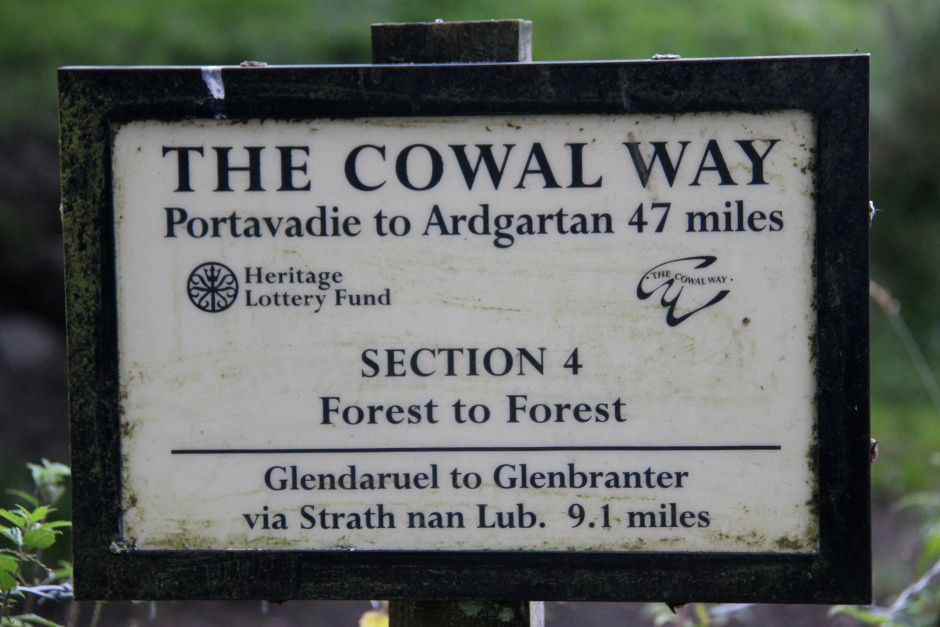 THE COWAL WAY
Portavadie to Ardgartan 47 miles
Heritage
Lottery Fund
· THE COWAL WAY ·
SECTION 4
Forest to Forest
Glendaruel to Glenbranter
via Strath nan Lub. 9.1 miles